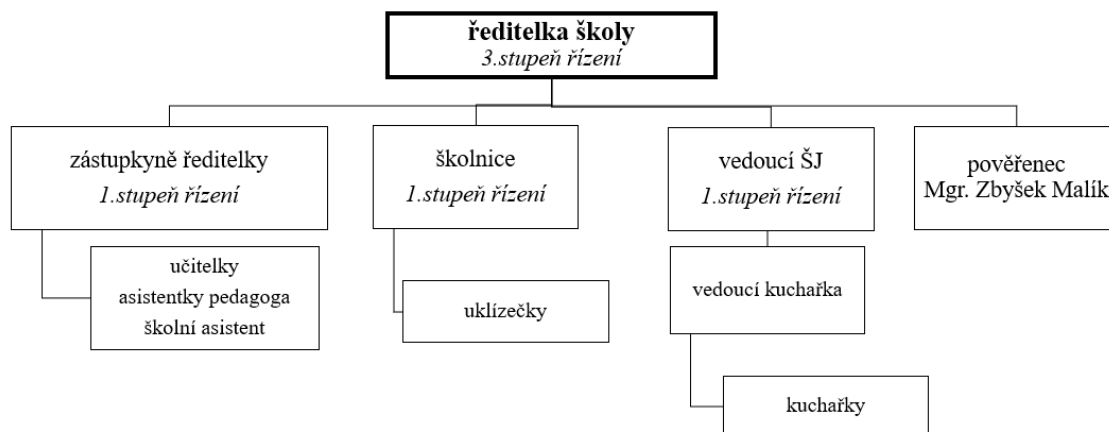 ředitelka školy
3.stupeň řízení
zástupkyně ředitelky
1.stupeň řízení
školnice
1.stupeň řízení
vedoucí ŠJ
1.stupeň řízení
pověřenec
Mgr. Zbyšek Malík
učitelky
asistentky pedagoga
školní asistent
uklízečky
vedoucí kuchařka
kuchařky